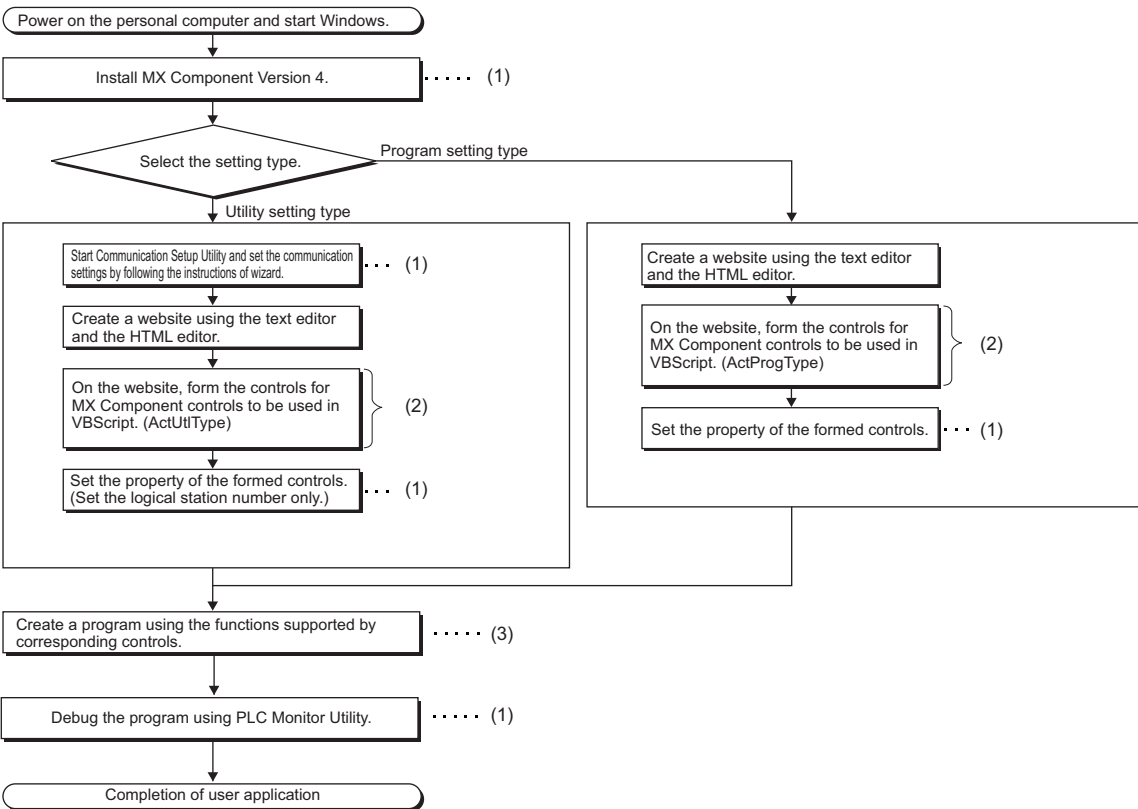 Power on the personal computer and start Windows.
Install MX Component Version 4.
(1)
Select the setting type.
Program setting type
Utility setting type
Start Communication Setup Utility and set the communication
settings by following the instructions of wizard.
(1)
Create a website using the text editor
and the HTML editor.
On the website, form the controls for
MX Component controls to be used in
VBScript. (ActUtlType)
(2)
Set the property of the formed controls.
(Set the logical station number only.)
(1)
Create a website using the text editor
and the HTML editor.
On the website, form the controls for
MX Component controls to be used in
VBScript. (ActProgType)
(2)
Set the property of the formed controls.
(1)
Create a program using the functions supported by
corresponding controls.
(3)
Debug the program using PLC Monitor Utility.
(1)
Completion of user application